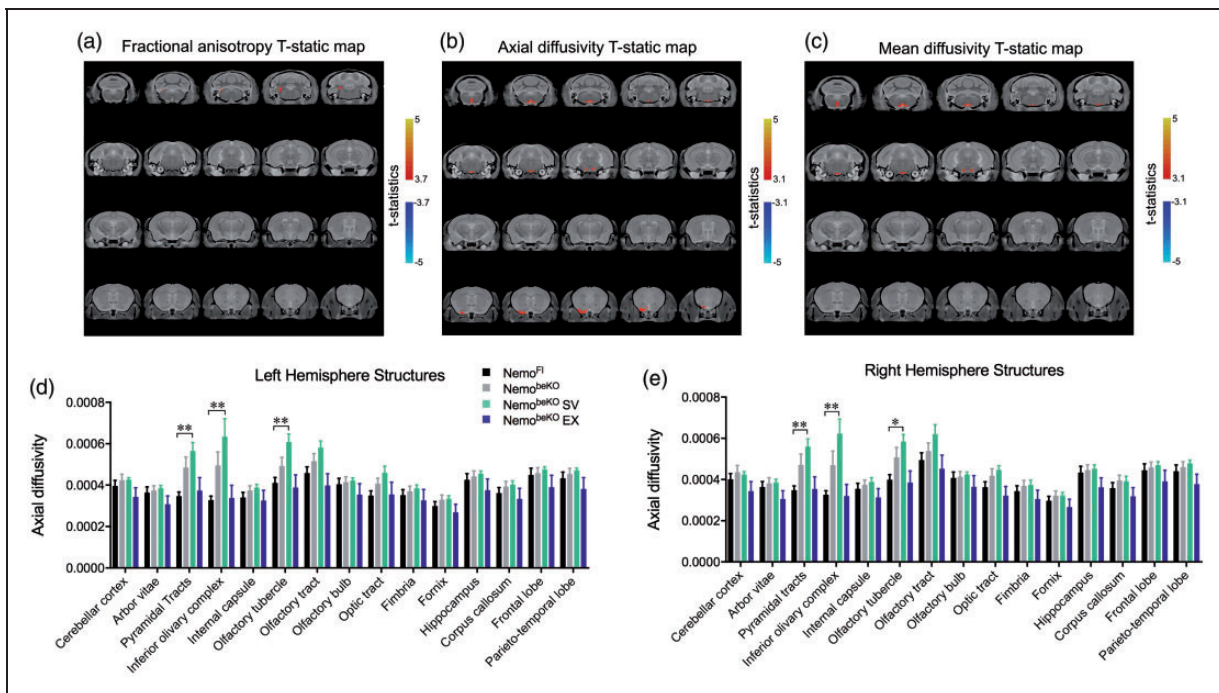 (a)
Fractional anisotropy T-static map
5
3.7
t-statistics
-3.7
-5
(b)
Axial diffusivity T-static map
5
3.1
t-statistics
-3.1
-5
(c)
Mean diffusivity T-static map
5
3.1
t-statistics
-3.1
-5
(d)
Left Hemisphere Structures
Nemo^Fl
Nemo^beKO
Nemo^beKO SV
Nemo^beKO EX
Axial diffusivity
0.0008
0.0006
0.0004
0.0002
0.0000
**
**
**
Cerebellar cortex
Arbor vitae
Pyramidal Tracts
Inferior olivary complex
Internal capsule
Olfactory tubercle
Olfactory tract
Olfactory bulb
Optic tract
Fimbria
Fornix
Hippocampus
Corpus callosum
Frontal lobe
Parieto-temporal lobe
(e)
Right Hemisphere Structures
Axial diffusivity
0.0008
0.0006
0.0004
0.0002
0.0000
**
**
*
Cerebellar cortex
Arbor vitae
Pyramidal tracts
Inferior olivary complex
Internal capsule
Olfactory tubercle
Olfactory tract
Olfactory bulb
Optic tract
Fimbria
Fornix
Hippocampus
Corpus callosum
Frontal lobe
Parieto-temporal lobe